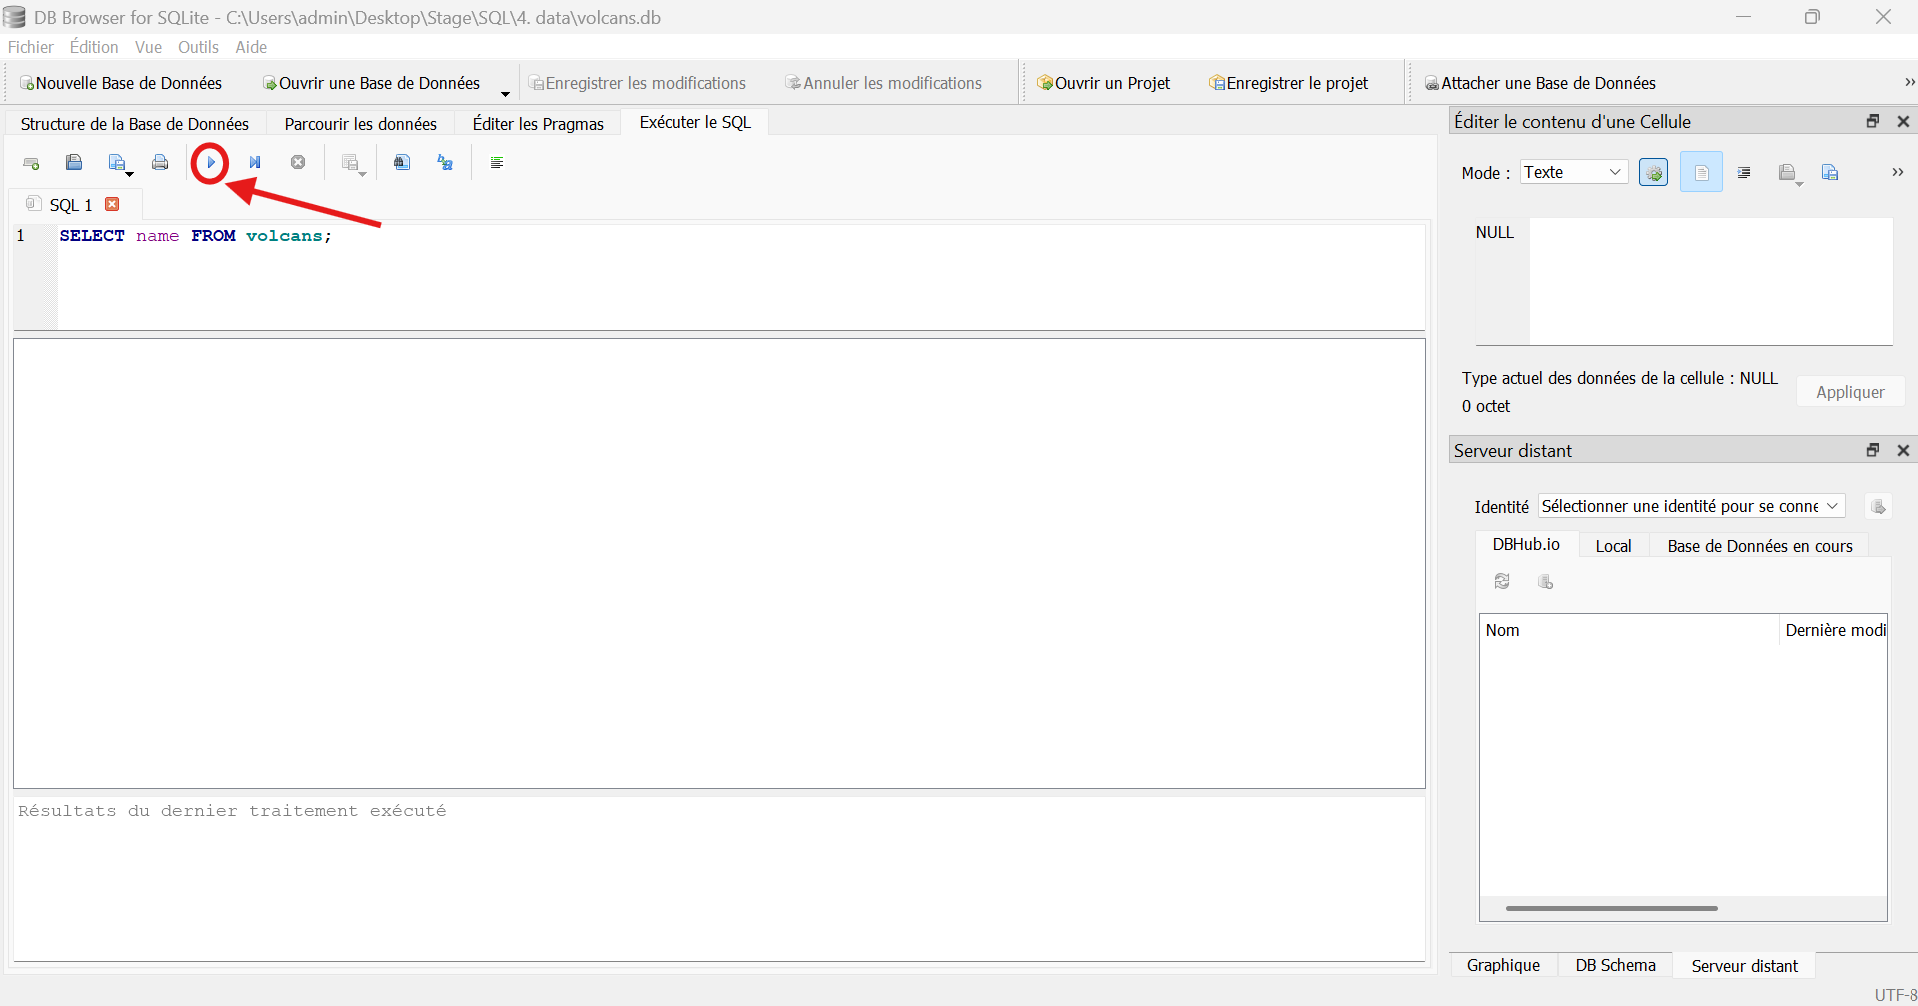 DB Browser for SQLite - C:\Users\admin\Desktop\Stage\SQL\4. data\volcans.db
Fichier Édition Vue Outils Aide
Nouvelle Base de Données Ouvrir une Base de Données Enregistrer les modifications Annuler les modifications Ouvrir un Projet Enregistrer le projet Attacher une Base de Données »
Structure de la Base de Données Parcourir les données Éditer les Pragmas Exécuter le SQL
SQL 1
1 SELECT name FROM volcans;
Résultats du dernier traitement exécuté
Éditer le contenu d'une Cellule
Mode : Texte »
NULL
Type actuel des données de la cellule : NULL
0 octet
Appliquer
Serveur distant
Identité Sélectionner une identité pour se conne
DBHub.io Local Base de Données en cours
Nom Dernière modi
Graphique DB Schema Serveur distant
UTF-8